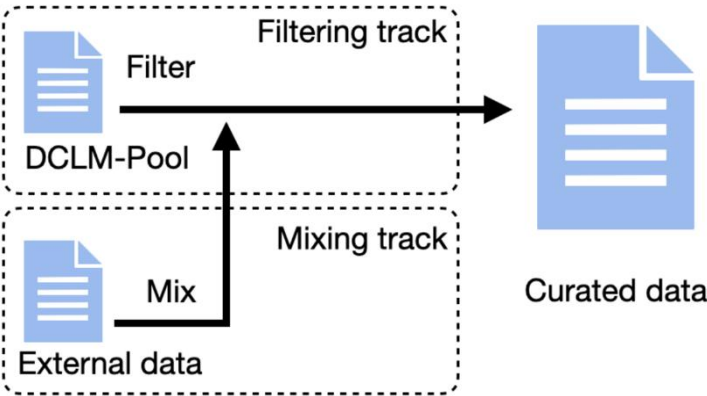 Filtering track
Filter
DCLM-Pool
Mixing track
Mix
External data
Curated data